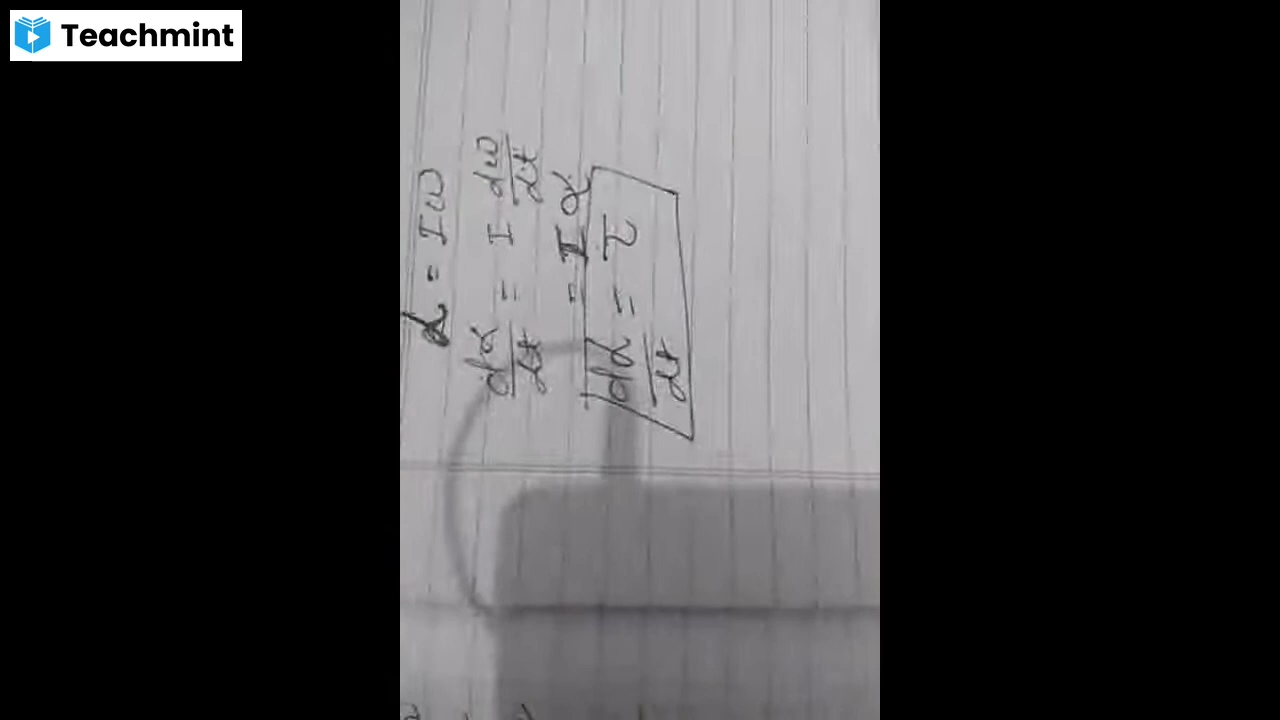 Teachmint
L = Iω
dL/dt = I dω/dt
= Iα
dL/dt = τ